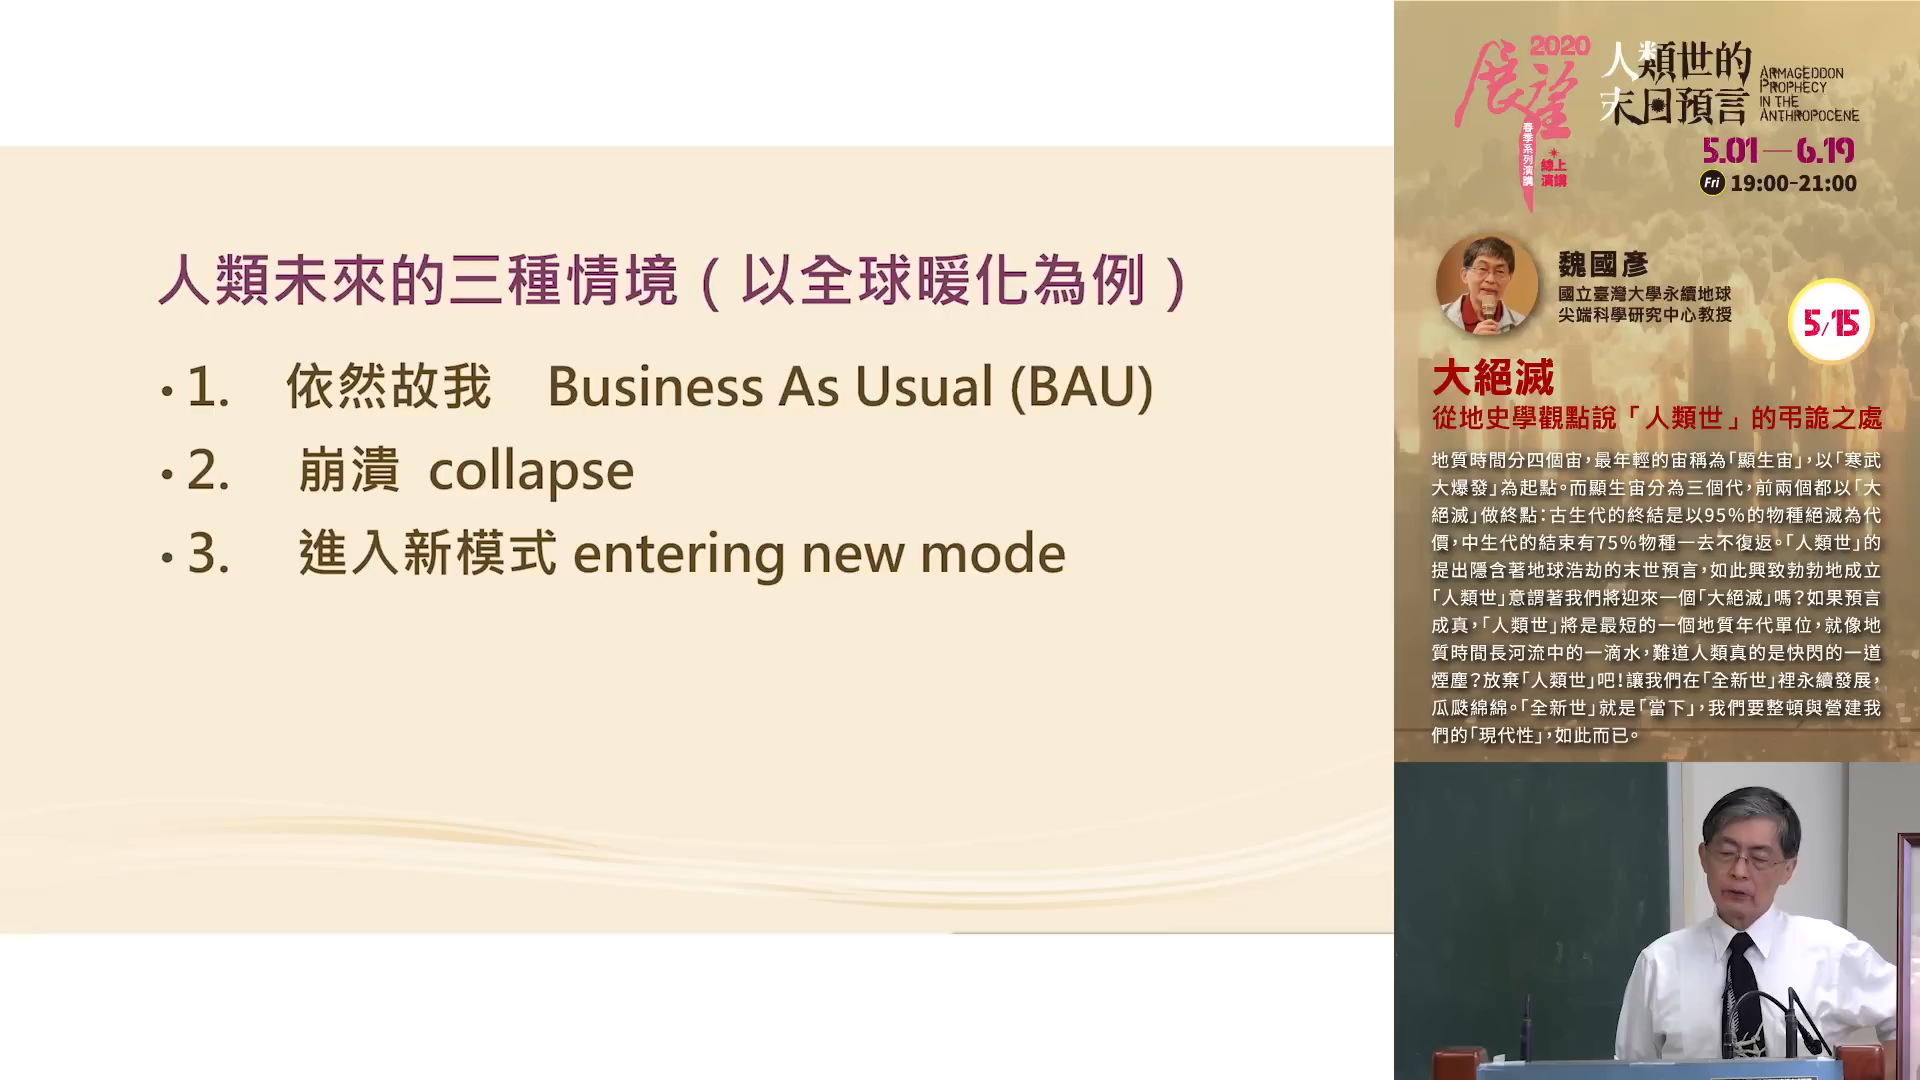 人類未來的三種情境（以全球暖化為例）
• 1. 依然故我 Business As Usual (BAU)
• 2. 崩潰 collapse
• 3. 進入新模式 entering new mode
2020
展望
春季系列演講
線上
演講
人類世的
末日預言
ARMAGEDDON
PROPHECY
IN THE
ANTHROPOCENE
5.01—6.19
Fri 19:00-21:00
魏國彥
國立臺灣大學永續地球
尖端科學研究中心教授
5/15
大絕滅
從地史學觀點說「人類世」的弔詭之處
地質時間分四個宙，最年輕的宙稱為「顯生宙」，以「寒武
大爆發」為起點。而顯生宙分為三個代，前兩個都以「大
絕滅」做終點：古生代的終結是以95%的物種絕滅為代
價，中生代的結束有75%物種一去不復返。「人類世」的
提出隱含著地球浩劫的末世預言，如此興致勃勃地成立
「人類世」意謂著我們將迎來一個「大絕滅」嗎？如果預言
成真，「人類世」將是最短的一個地質年代單位，就像地
質時間長河流中的一滴水，難道人類真的是快閃的一道
煙塵？放棄「人類世」吧！讓我們在「全新世」裡永續發展，
瓜瓞綿綿。「全新世」就是「當下」，我們要整頓與營建我
們的「現代性」，如此而已。